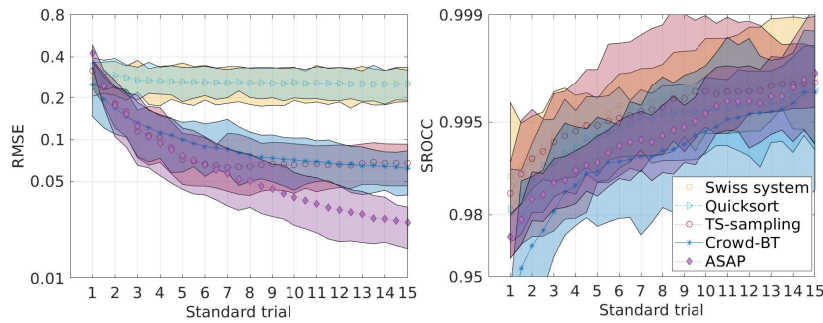 RMSE
0.8
0.4
0.2
0.1
0.05
0.01
1 2 3 4 5 6 7 8 9 10 11 12 13 14 15
Standard trial
SROCC
0.999
0.995
0.98
0.95
1 2 3 4 5 6 7 8 9 10 11 12 13 14 15
Standard trial
Swiss system
Quicksort
TS-sampling
Crowd-BT
ASAP